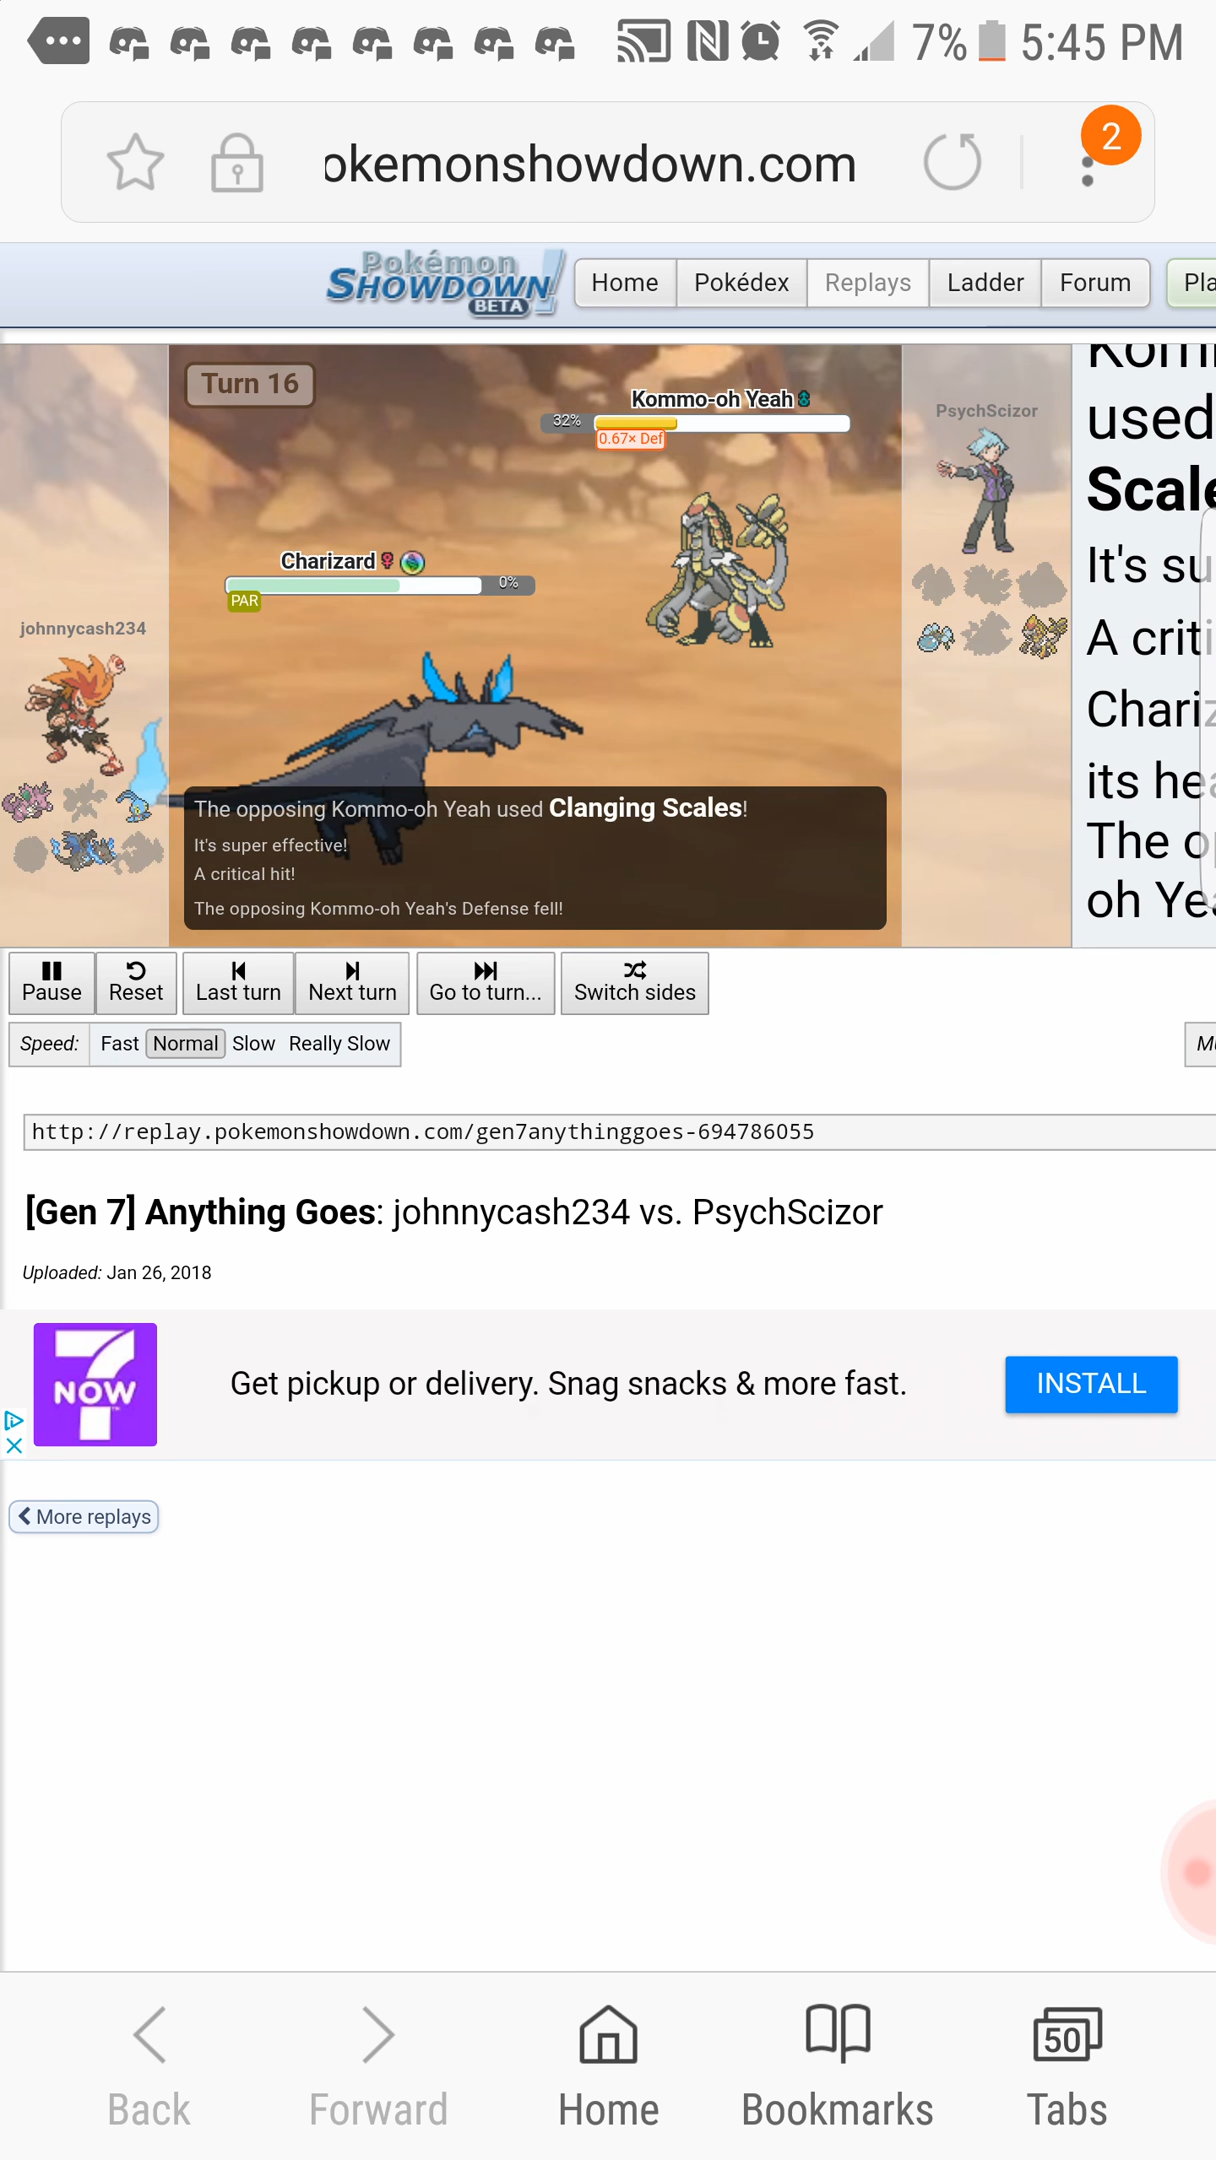 7% 5:45 PM
okemonshowdown.com
2
Pokémon
SHOWDOWN!
BETA
Home
Pokédex
Replays
Ladder
Forum
Pla
Turn 16
Kommo-oh Yeah
32%
0.67× Def
Charizard
0%
PAR
johnnycash234
PsychScizor
The opposing Kommo-oh Yeah used Clanging Scales!
It's super effective!
A critical hit!
The opposing Kommo-oh Yeah's Defense fell!
Komm
used
Scale
It's su
A criti
Chariz
its hea
The op
oh Yea
Pause
Reset
Last turn
Next turn
Go to turn...
Switch sides
Speed: Fast Normal Slow Really Slow
Mu
http://replay.pokemonshowdown.com/gen7anythinggoes-694786055
[Gen 7] Anything Goes: johnnycash234 vs. PsychScizor
Uploaded: Jan 26, 2018
7
NOW
Get pickup or delivery. Snag snacks & more fast.
INSTALL
More replays
50
Back
Forward
Home
Bookmarks
Tabs